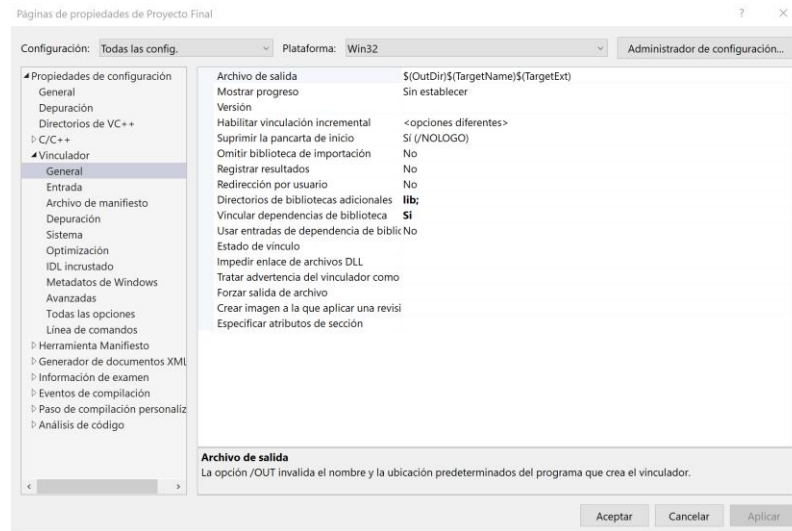 Páginas de propiedades de Proyecto Final ? ×
Configuración: Todas las config. Plataforma: Win32 Administrador de configuración...
Propiedades de configuración
General
Depuración
Directorios de VC++
C/C++
Vinculador
General
Entrada
Archivo de manifiesto
Depuración
Sistema
Optimización
IDL incrustado
Metadatos de Windows
Avanzadas
Todas las opciones
Línea de comandos
Herramienta Manifiesto
Generador de documentos XML
Información de examen
Eventos de compilación
Paso de compilación personaliz
Análisis de código
Archivo de salida $(OutDir)$(TargetName)$(TargetExt)
Mostrar progreso Sin establecer
Versión
Habilitar vinculación incremental <opciones diferentes>
Suprimir la pancarta de inicio Sí (/NOLOGO)
Omitir biblioteca de importación No
Registrar resultados No
Redirección por usuario No
Directorios de bibliotecas adicionales lib;
Vincular dependencias de biblioteca Si
Usar entradas de dependencia de biblic No
Estado de vínculo
Impedir enlace de archivos DLL
Tratar advertencia del vinculador como
Forzar salida de archivo
Crear imagen a la que aplicar una revisi
Especificar atributos de sección
Archivo de salida
La opción /OUT invalida el nombre y la ubicación predeterminados del programa que crea el vinculador.
Aceptar Cancelar Aplicar